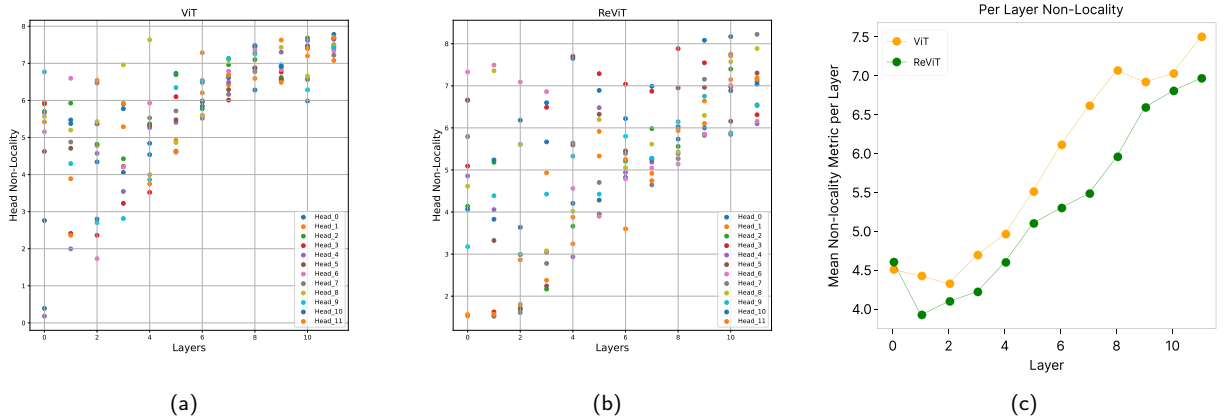 ViT
Head Non-Locality
8
7
6
5
4
3
2
1
0
Head_0
Head_1
Head_2
Head_3
Head_4
Head_5
Head_6
Head_7
Head_8
Head_9
Head_10
Head_11
0 2 4 6 8 10
Layers
(a)
ReViT
Head Non-Locality
8
7
6
5
4
3
2
Head_0
Head_1
Head_2
Head_3
Head_4
Head_5
Head_6
Head_7
Head_8
Head_9
Head_10
Head_11
0 2 4 6 8 10
Layers
(b)
Per Layer Non-Locality
Mean Non-locality Metric per Layer
7.5
7.0
6.5
6.0
5.5
5.0
4.5
4.0
ViT
ReViT
0 2 4 6 8 10
Layer
(c)